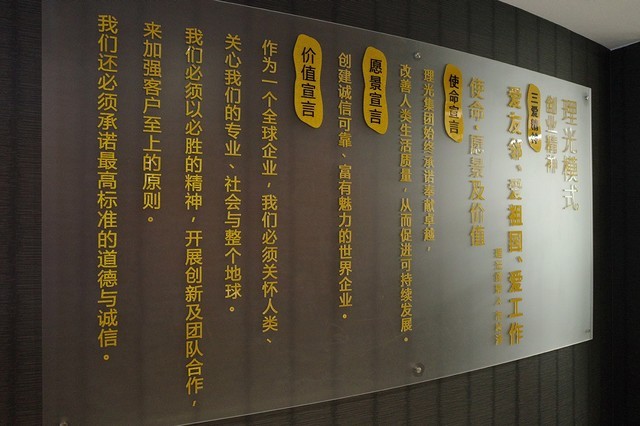 理光模式
创业精神
三爱精神
爱友邻、爱祖国、爱工作
使命·愿景及价值
使命宣言
理光集团始终承诺奉献卓越，
改善人类生活质量，从而促进可持续发展。
愿景宣言
创建诚信可靠、富有魅力的世界企业。
价值宣言
作为一个全球企业，我们必须关怀人类、
关心我们的专业、社会与整个地球。
我们必须以必胜的精神，开展创新及团队合作，
来加强客户至上的原则。
我们还必须承诺最高标准的道德与诚信。